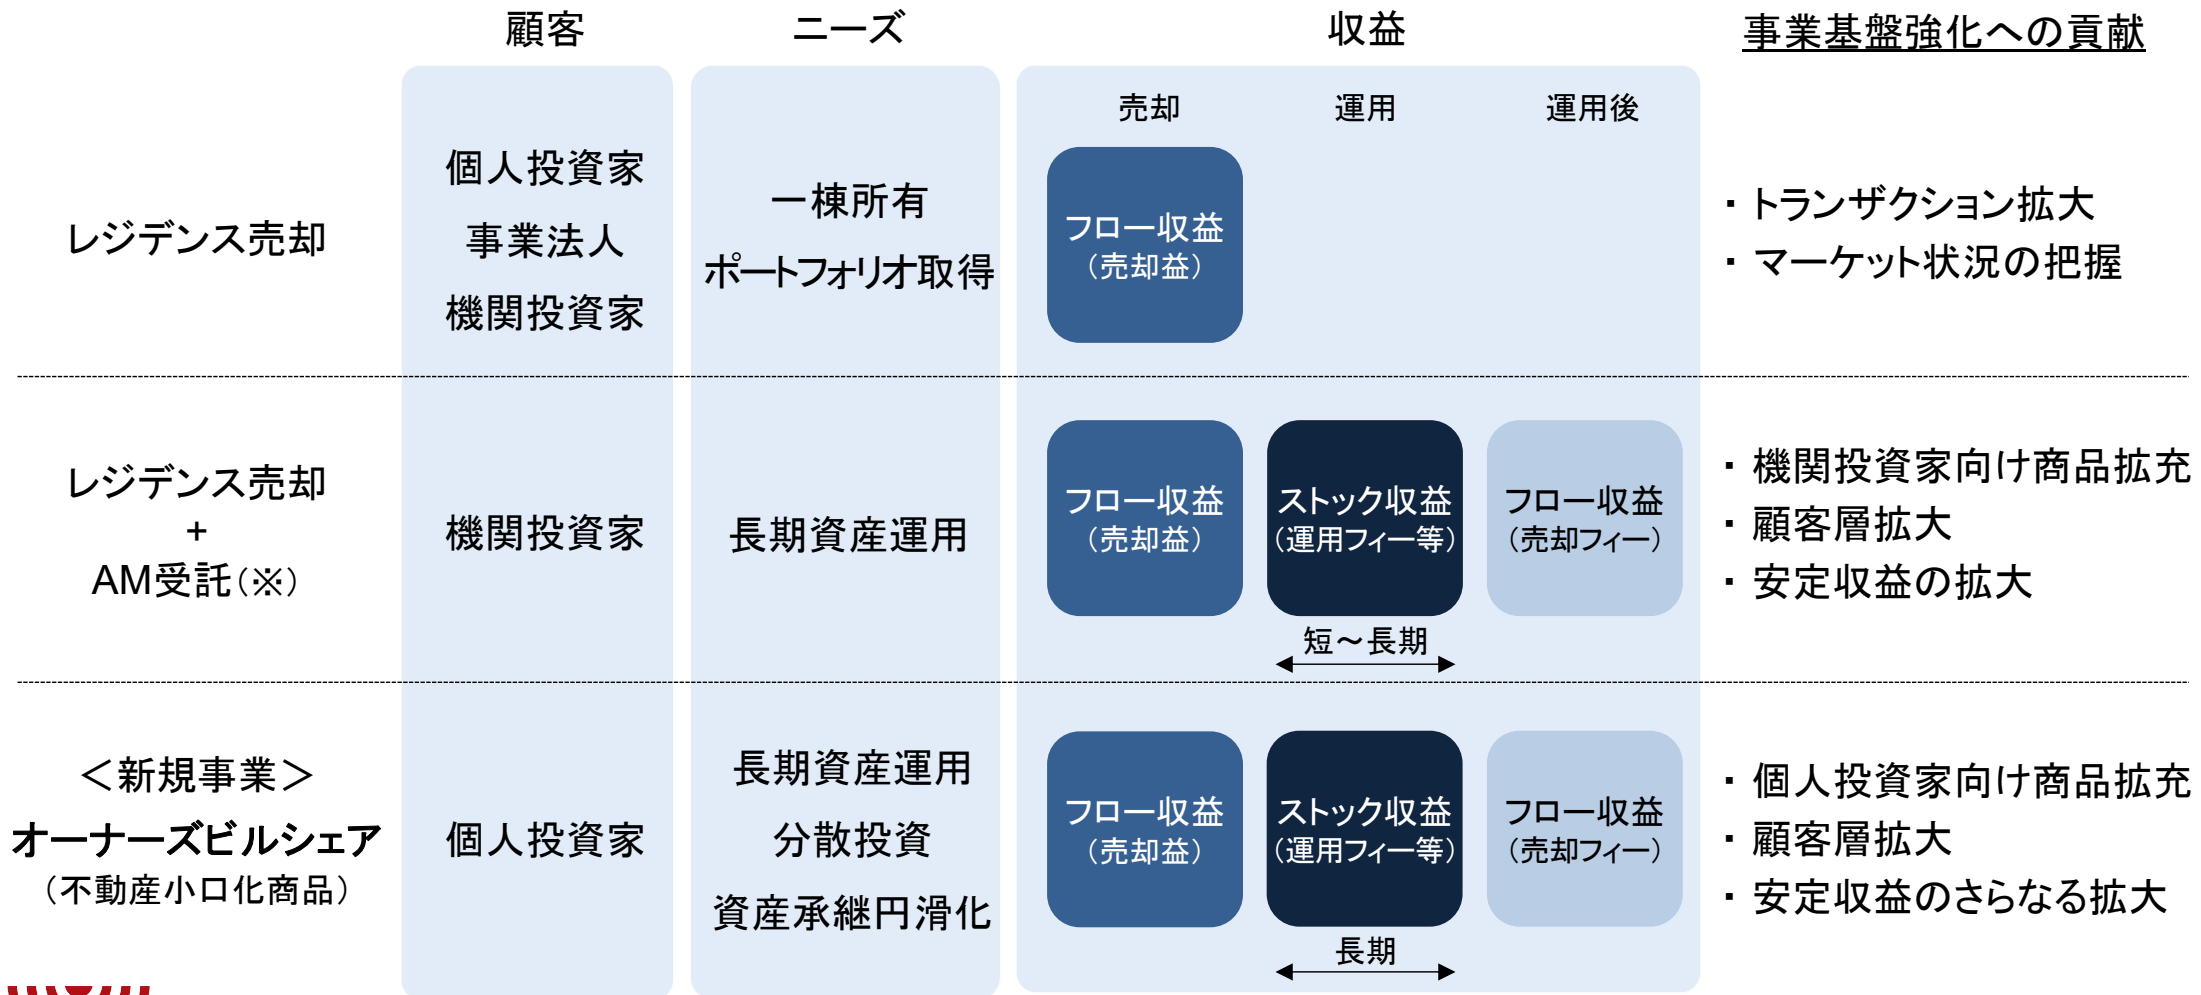 顧客
ニーズ
収益
事業基盤強化への貢献
売却
運用
運用後
レジデンス売却
個人投資家
事業法人
機関投資家
一棟所有
ポートフォリオ取得
フロー収益
（売却益）
・トランザクション拡大
・マーケット状況の把握
レジデンス売却
+
AM受託（※）
機関投資家
長期資産運用
フロー収益
（売却益）
ストック収益
（運用フィー等）
フロー収益
（売却フィー）
短～長期
・機関投資家向け商品拡充
・顧客層拡大
・安定収益の拡大
＜新規事業＞
オーナーズビルシェア
（不動産小口化商品）
個人投資家
長期資産運用
分散投資
資産承継円滑化
フロー収益
（売却益）
ストック収益
（運用フィー等）
フロー収益
（売却フィー）
長期
・個人投資家向け商品拡充
・顧客層拡大
・安定収益のさらなる拡大